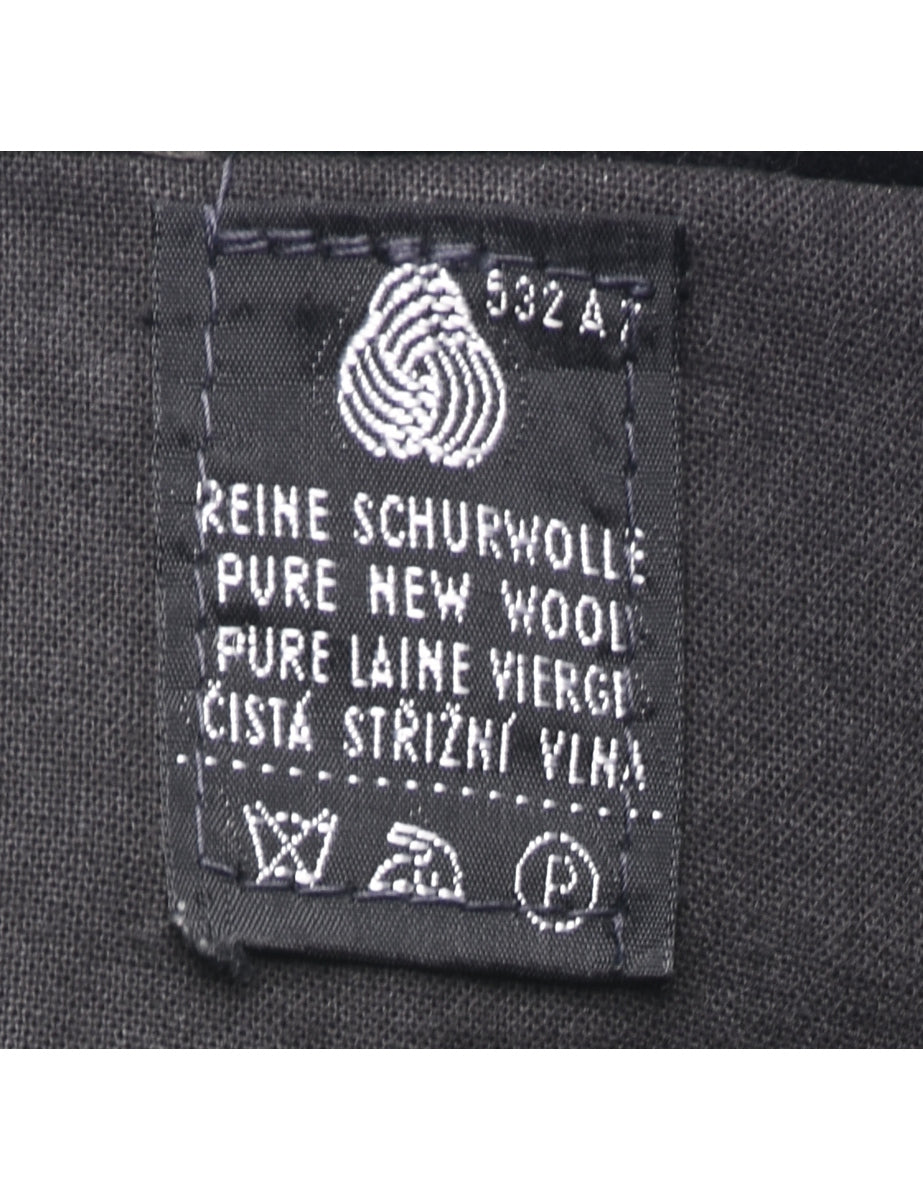 532 A 7
REINE SCHURWOLLE
PURE NEW WOOL
PURE LAINE VIERGE
ČISTÁ STŘIŽNÍ VLNA
P